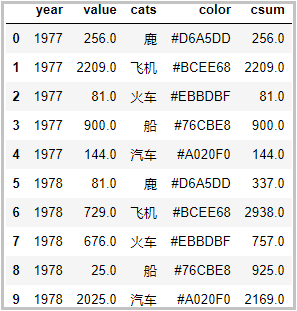 year value cats color csum
0 1977 256.0 鹿 #D6A5DD 256.0
1 1977 2209.0 飞机 #BCEE68 2209.0
2 1977 81.0 火车 #EBBDBF 81.0
3 1977 900.0 船 #76CBE8 900.0
4 1977 144.0 汽车 #A020F0 144.0
5 1978 81.0 鹿 #D6A5DD 337.0
6 1978 729.0 飞机 #BCEE68 2938.0
7 1978 676.0 火车 #EBBDBF 757.0
8 1978 25.0 船 #76CBE8 925.0
9 1978 2025.0 汽车 #A020F0 2169.0